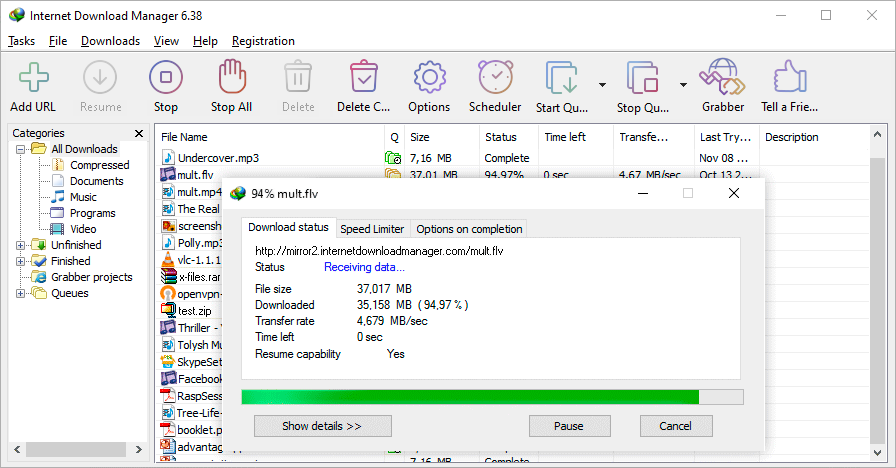 Internet Download Manager 6.38
Tasks File Downloads View Help Registration
Add URL Resume Stop Stop All Delete Delete C... Options Scheduler Start Qu... Stop Qu... Grabber Tell a Frie...
Categories
File Name Q Size Status Time left Transfe... Last Try... Description
All Downloads
Compressed
Documents
Music
Programs
Video
Unfinished
Finished
Grabber projects
Queues
Undercover.mp3 7,16 MB Complete Nov 08 ...
mult.flv 37,01 MB 94,97% 0 sec 4,67 MB/sec Oct 13 2...
mult.mp4
The Real
screensh
Polly.mp3
vlc-1.1.1
x-files.rar
openvpn-
test.zip
Thriller - V
Tolysh Mu
SkypeSet
Facebook
RaspSess
Tree-Life-
booklet.p
advantag
7,16 MB Complete
94% mult.flv
Download status Speed Limiter Options on completion
http://mirror2.internetdownloadmanager.com/mult.flv
Status Receiving data...
File size 37,017 MB
Downloaded 35,158 MB ( 94,97 % )
Transfer rate 4,679 MB/sec
Time left 0 sec
Resume capability Yes
Show details >> Pause Cancel